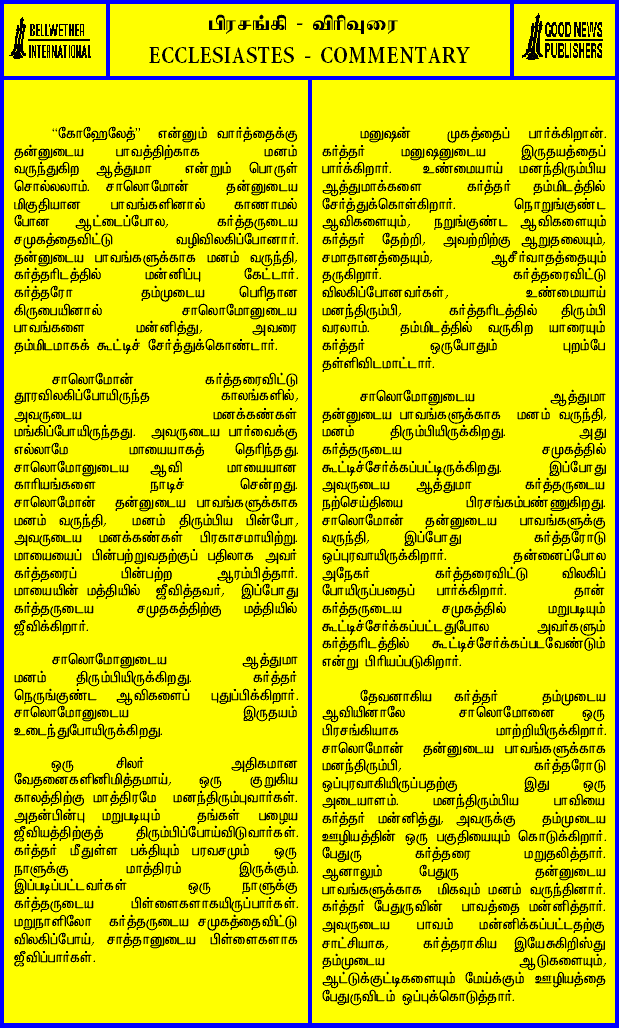 BELLWETHER
INTERNATIONAL
பிரசங்கி - விரிவுரை
ECCLESIASTES - COMMENTARY
GOOD NEWS
PUBLISHERS
“கோஹேலேத்” என்னும் வார்த்தைக்கு
தன்னுடைய பாவத்திற்காக மனம்
வருந்துகிற ஆத்துமா என்றும் பொருள்
சொல்லலாம். சாலொமோன் தன்னுடைய
மிகுதியான பாவங்களினால் காணாமல்
போன ஆட்டைப்போல, கர்த்தருடைய
சமுகத்தைவிட்டு வழிவிலகிப்போனார்.
தன்னுடைய பாவங்களுக்காக மனம் வருந்தி,
கர்த்தரிடத்தில் மன்னிப்பு கேட்டார்.
கர்த்தரோ தம்முடைய பெரிதான
கிருபையினால் சாலொமோனுடைய
பாவங்களை மன்னித்து, அவரை
தம்மிடமாகக் கூட்டிச் சேர்த்துக்கொண்டார்.
சாலொமோன் கர்த்தரைவிட்டு
தூரவிலகிப்போயிருந்த காலங்களில்,
அவருடைய மனக்கண்கள்
மங்கிப்போயிருந்தது. அவருடைய பார்வைக்கு
எல்லாமே மாயையாகத் தெரிந்தது.
சாலொமோனுடைய ஆவி மாயையான
காரியங்களை நாடிச் சென்றது.
சாலொமோன் தன்னுடைய பாவங்களுக்காக
மனம் வருந்தி, மனம் திரும்பிய பின்போ,
அவருடைய மனக்கண்கள் பிரகாசமாயிற்று.
மாயையைப் பின்பற்றுவதற்குப் பதிலாக அவர்
கர்த்தரைப் பின்பற்ற ஆரம்பித்தார்.
மாயையின் மத்தியில் ஜீவித்தவர், இப்போது
கர்த்தருடைய சமுதகத்திற்கு மத்தியில்
ஜீவிக்கிறார்.
சாலொமோனுடைய ஆத்துமா
மனம் திரும்பியிருக்கிறது. கர்த்தர்
நெருங்குண்ட ஆவிகளைப் புதுப்பிக்கிறார்.
சாலொமோனுடைய இருதயம்
உடைந்துபோயிருக்கிறது.
ஒரு சிலர் அதிகமான
வேதனைகளினிமித்தமாய், ஒரு குறுகிய
காலத்திற்கு மாத்திரமே மனந்திரும்புவார்கள்.
அதன்பின்பு மறுபடியும் தங்கள் பழைய
ஜீவியத்திற்குத் திரும்பிப்போய்விடுவார்கள்.
கர்த்தர் மீதுள்ள பக்தியும் பரவசமும் ஒரு
நாளுக்கு மாத்திரம் இருக்கும்.
இப்படிப்பட்டவர்கள் ஒரு நாளுக்கு
கர்த்தருடைய பிள்ளைகளாகயிருப்பார்கள்.
மறுநாளிலோ கர்த்தருடைய சமுகத்தைவிட்டு
விலகிப்போய், சாத்தானுடைய பிள்ளைகளாக
ஜீவிப்பார்கள்.
மனுஷன் முகத்தைப் பார்க்கிறான்.
கர்த்தர் மனுஷனுடைய இருதயத்தைப்
பார்க்கிறார். உண்மையாய் மனந்திரும்பிய
ஆத்துமாக்களை கர்த்தர் தம்மிடத்தில்
சேர்த்துக்கொள்கிறார். நொறுங்குண்ட
ஆவிகளையும், நறுங்குண்ட ஆவிகளையும்
கர்த்தர் தேற்றி, அவற்றிற்கு ஆறுதலையும்,
சமாதானத்தையும், ஆசீர்வாதத்தையும்
தருகிறார். கர்த்தரைவிட்டு
விலகிப்போனவர்கள், உண்மையாய்
மனந்திரும்பி, கர்த்தரிடத்தில் திரும்பி
வரலாம். தம்மிடத்தில் வருகிற யாரையும்
கர்த்தர் ஒருபோதும் புறம்பே
தள்ளிவிடமாட்டார்.
சாலொமோனுடைய ஆத்துமா
தன்னுடைய பாவங்களுக்காக மனம் வருந்தி,
மனம் திரும்பியிருக்கிறது. அது
கர்த்தருடைய சமுகத்தில்
கூட்டிச்சேர்க்கப்பட்டிருக்கிறது. இப்போது
அவருடைய ஆத்துமா கர்த்தருடைய
நற்செய்தியை பிரசங்கம்பண்ணுகிறது.
சாலொமோன் தன்னுடைய பாவங்களுக்கு
வருந்தி, இப்போது கர்த்தரோடு
ஒப்புரவாயிருக்கிறார். தன்னைப்போல
அநேகர் கர்த்தரைவிட்டு விலகிப்
போயிருப்பதைப் பார்க்கிறார். தான்
கர்த்தருடைய சமுகத்தில் மறுபடியும்
கூட்டிச்சேர்க்கப்பட்டதுபோல அவர்களும்
கர்த்தரிடத்தில் கூட்டிச்சேர்க்கப்படவேண்டும்
என்று பிரியப்படுகிறார்.
தேவனாகிய கர்த்தர் தம்முடைய
ஆவியினாலே சாலொமோனை ஒரு
பிரசங்கியாக மாற்றியிருக்கிறார்.
சாலொமோன் தன்னுடைய பாவங்களுக்காக
மனந்திரும்பி, கர்த்தரோடு
ஒப்புரவாகியிருப்பதற்கு இது ஒரு
அடையாளம். மனந்திரும்பிய பாவியை
கர்த்தர் மன்னித்து, அவருக்கு தம்முடைய
ஊழியத்தின் ஒரு பகுதியையும் கொடுக்கிறார்.
பேதுரு கர்த்தரை மறுதலித்தார்.
ஆனாலும் பேதுரு தன்னுடைய
பாவங்களுக்காக மிகவும் மனம் வருந்தினார்.
கர்த்தர் பேதுருவின் பாவத்தை மன்னித்தார்.
அவருடைய பாவம் மன்னிக்கப்பட்டதற்கு
சாட்சியாக, கர்த்தராகிய இயேசுகிறிஸ்து
தம்முடைய ஆடுகளையும்,
ஆட்டுக்குட்டிகளையும் மேய்க்கும் ஊழியத்தை
பேதுருவிடம் ஒப்புக்கொடுத்தார்.